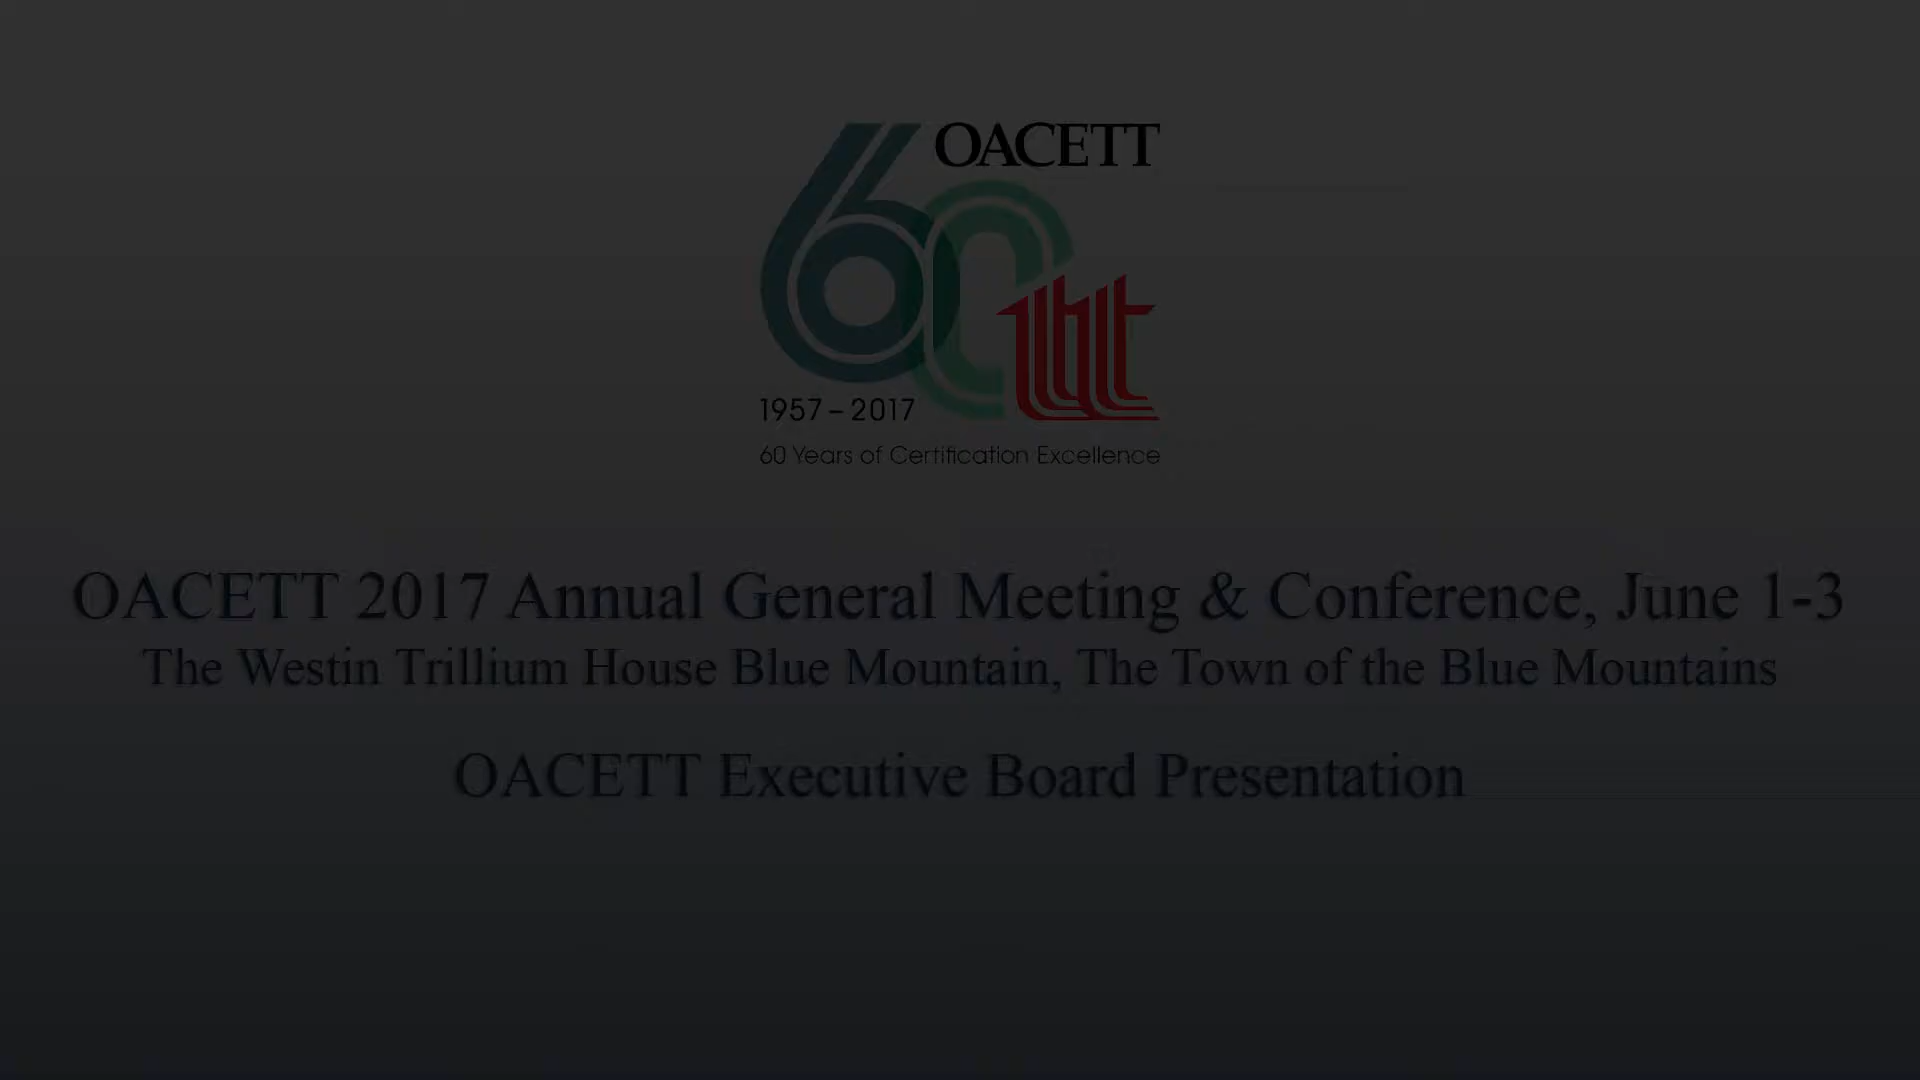 OACETT
60
1957 – 2017
60 Years of Certification Excellence
OACETT 2017 Annual General Meeting & Conference, June 1-3
The Westin Trillium House Blue Mountain, The Town of the Blue Mountains
OACETT Executive Board Presentation